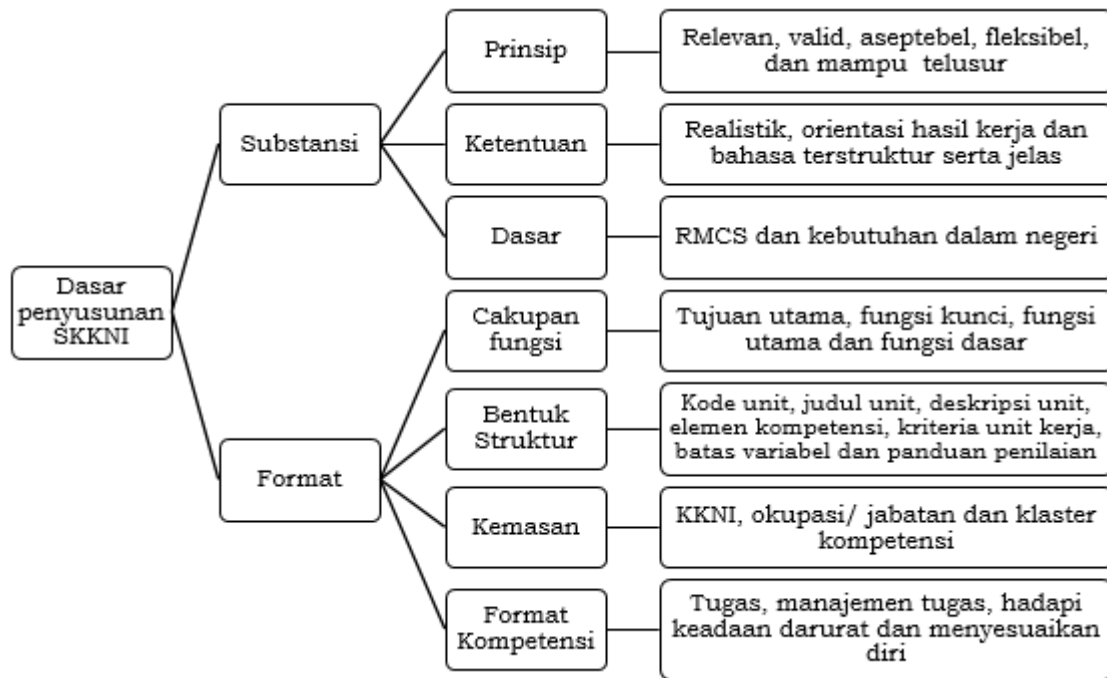 Dasar
penyusunan
SKKNI
Substansi
Prinsip
Relevan, valid, aseptebel, fleksibel,
dan mampu telusur
Ketentuan
Realistik, orientasi hasil kerja dan
bahasa terstruktur serta jelas
Dasar
RMCS dan kebutuhan dalam negeri
Format
Cakupan
fungsi
Tujuan utama, fungsi kunci, fungsi
utama dan fungsi dasar
Bentuk
Struktur
Kode unit, judul unit, deskripsi unit,
elemen kompetensi, kriteria unit kerja,
batas variabel dan panduan penilaian
Kemasan
KKNI, okupasi/ jabatan dan klaster
kompetensi
Format
Kompetensi
Tugas, manajemen tugas, hadapi
keadaan darurat dan menyesuaikan
diri